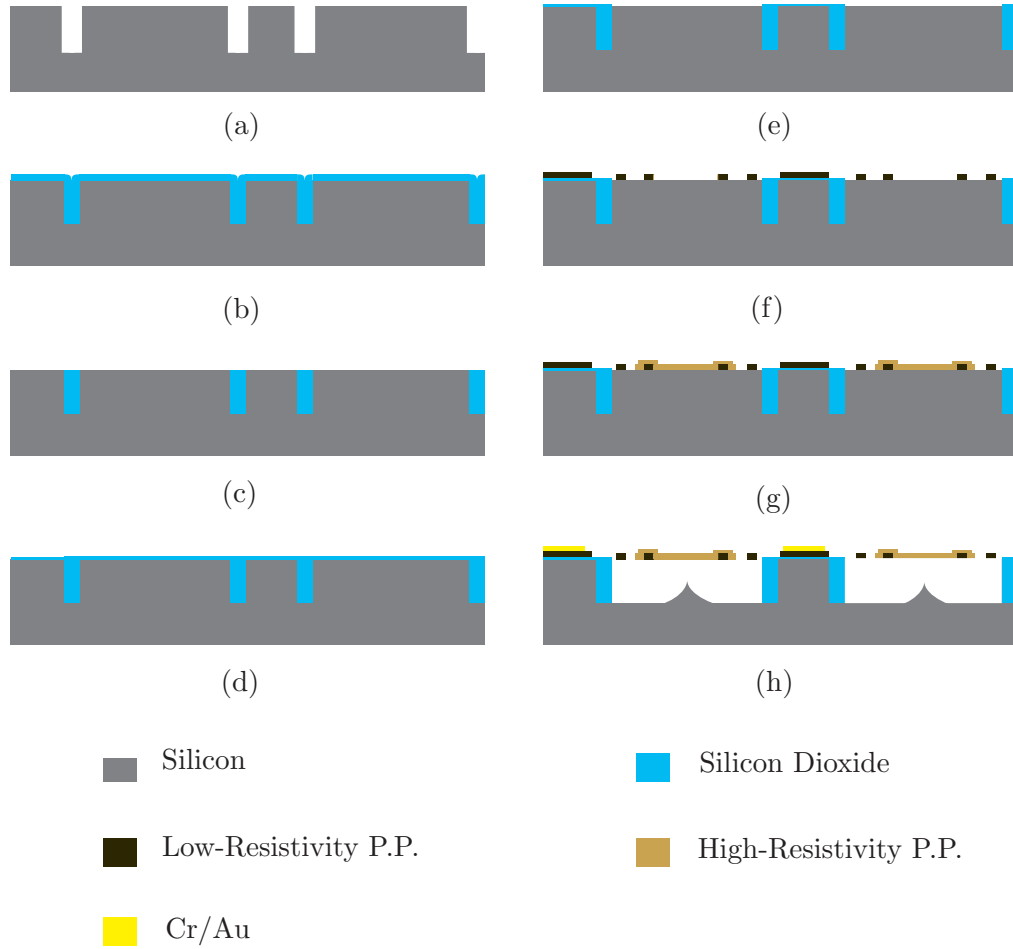 (a)
(b)
(c)
(d)
(e)
(f)
(g)
(h)
Silicon
Silicon Dioxide
Low-Resistivity P.P.
High-Resistivity P.P.
Cr/Au